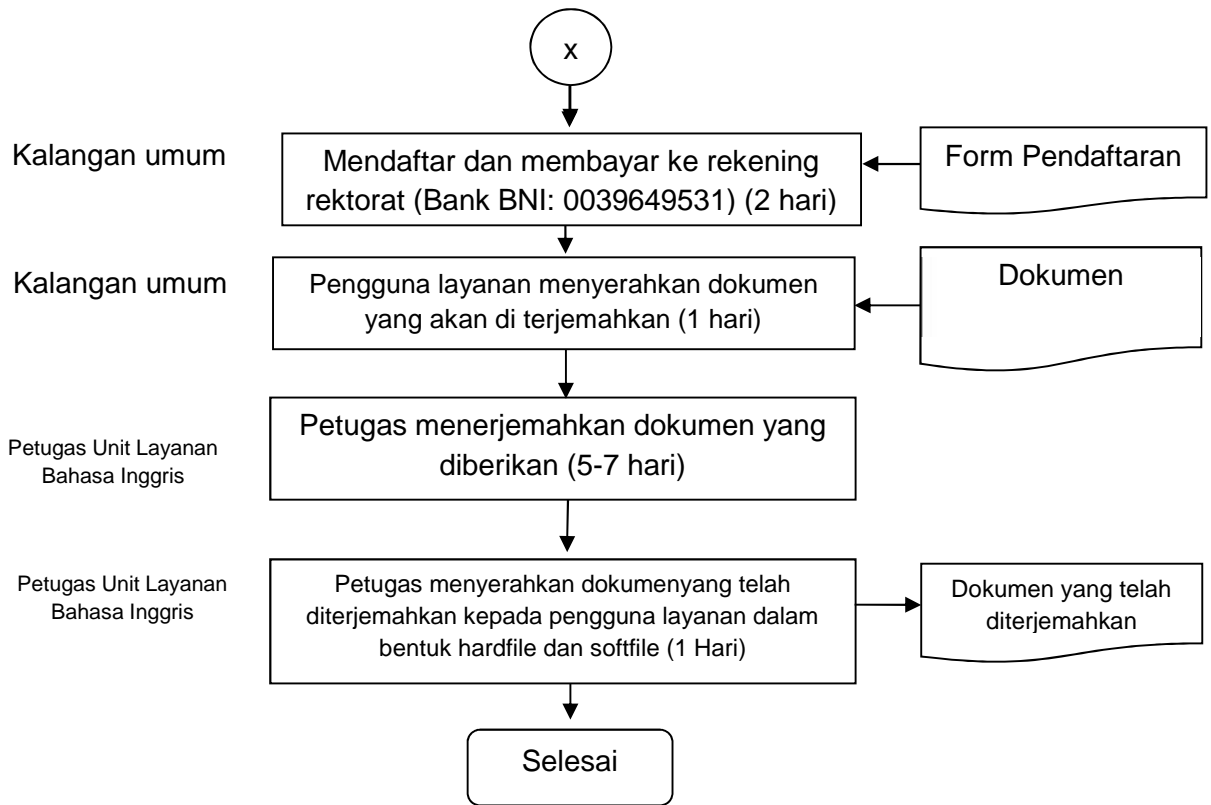 x
Kalangan umum
Mendaftar dan membayar ke rekening
rektorat (Bank BNI: 0039649531) (2 hari)
Form Pendaftaran
Kalangan umum
Pengguna layanan menyerahkan dokumen
yang akan di terjemahkan (1 hari)
Dokumen
Petugas Unit Layanan
Bahasa Inggris
Petugas menerjemahkan dokumen yang
diberikan (5-7 hari)
Petugas Unit Layanan
Bahasa Inggris
Petugas menyerahkan dokumenyang telah
diterjemahkan kepada pengguna layanan dalam
bentuk hardfile dan softfile (1 Hari)
Dokumen yang telah
diterjemahkan
Selesai